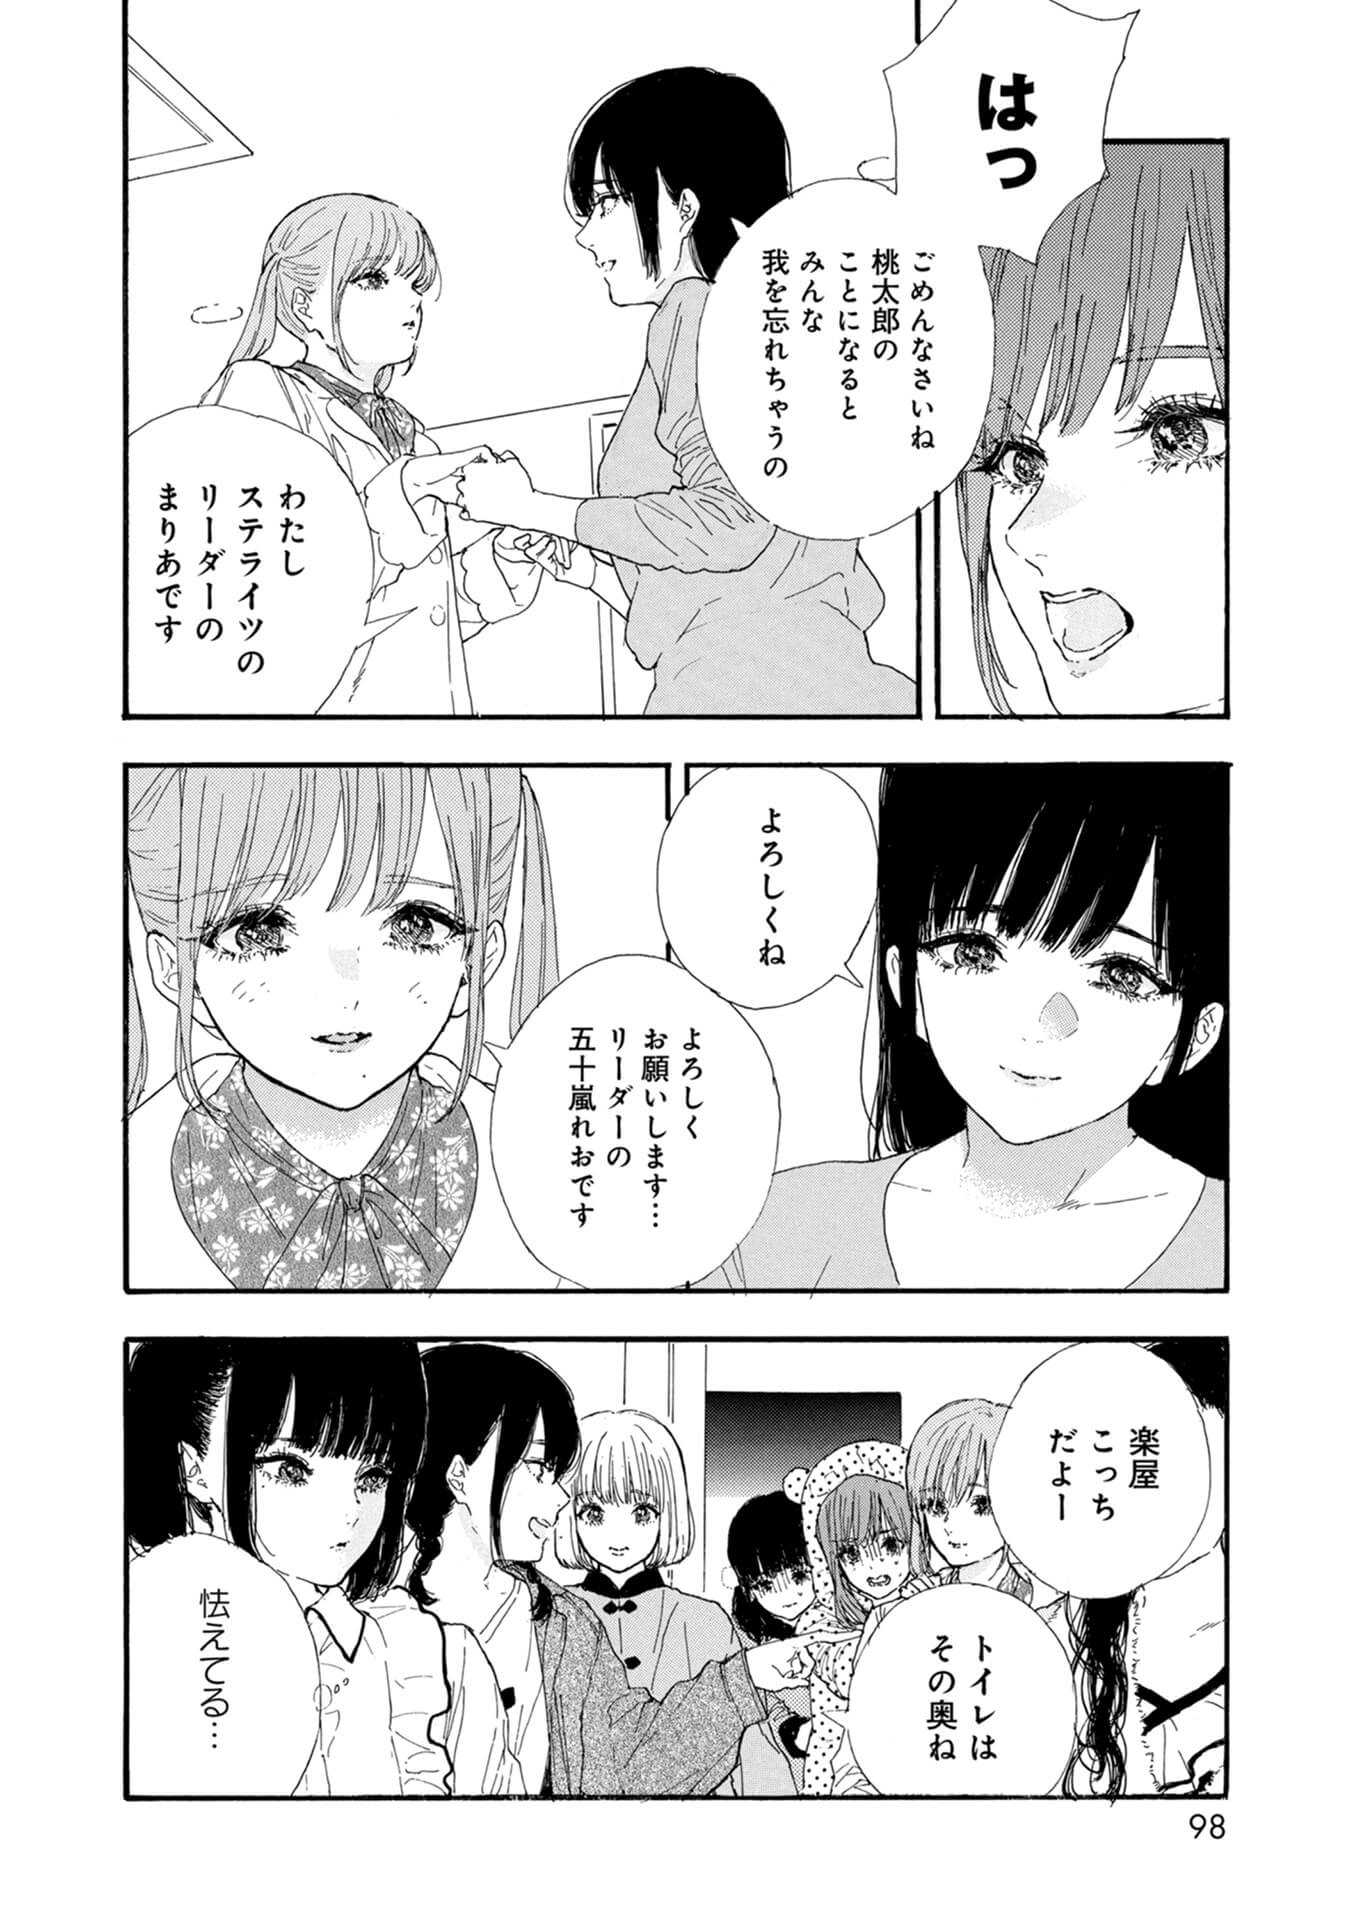 はっ
ごめんなさいね
桃太郎の
ことになると
みんな
我を忘れちゃうの
わたし
ステライツの
リーダーの
まりあです
よろしくね
よろしく
お願いします…
リーダーの
五十嵐れおです
楽屋
こっち
だよー
トイレは
その奥ね
怯えてる…
98